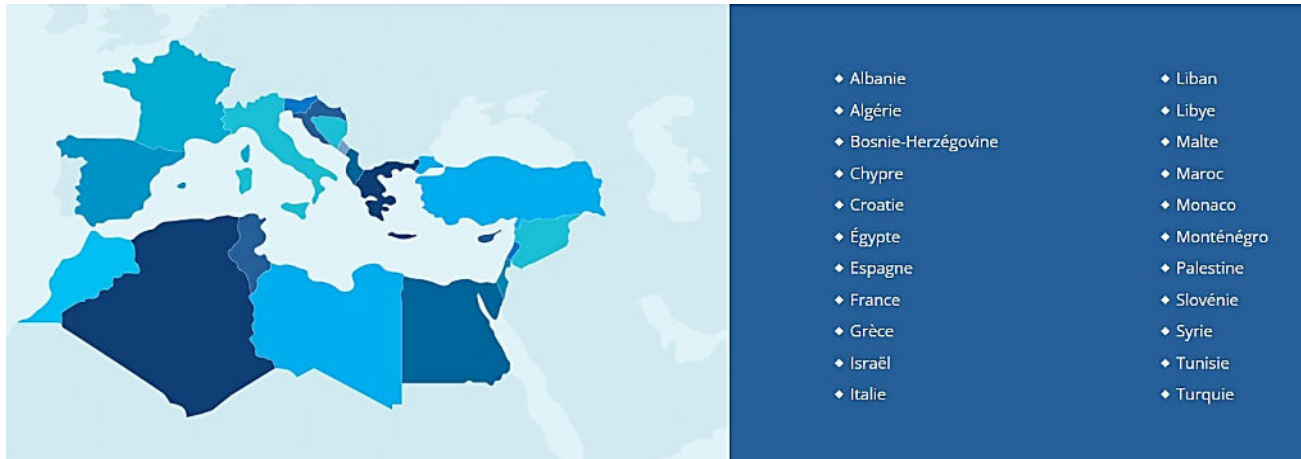 Albanie
Algérie
Bosnie-Herzégovine
Chypre
Croatie
Égypte
Espagne
France
Grèce
Israël
Italie
Liban
Libye
Malte
Maroc
Monaco
Monténégro
Palestine
Slovénie
Syrie
Tunisie
Turquie